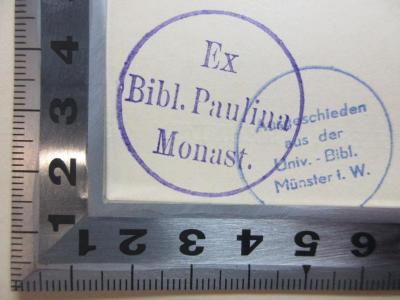 Ex
Bibl. Paulina
Monast.
Ausgeschieden
aus der
Univ.-Bibl.
Münster i. W.
4
3
2
1
1
2
3
4
5
6